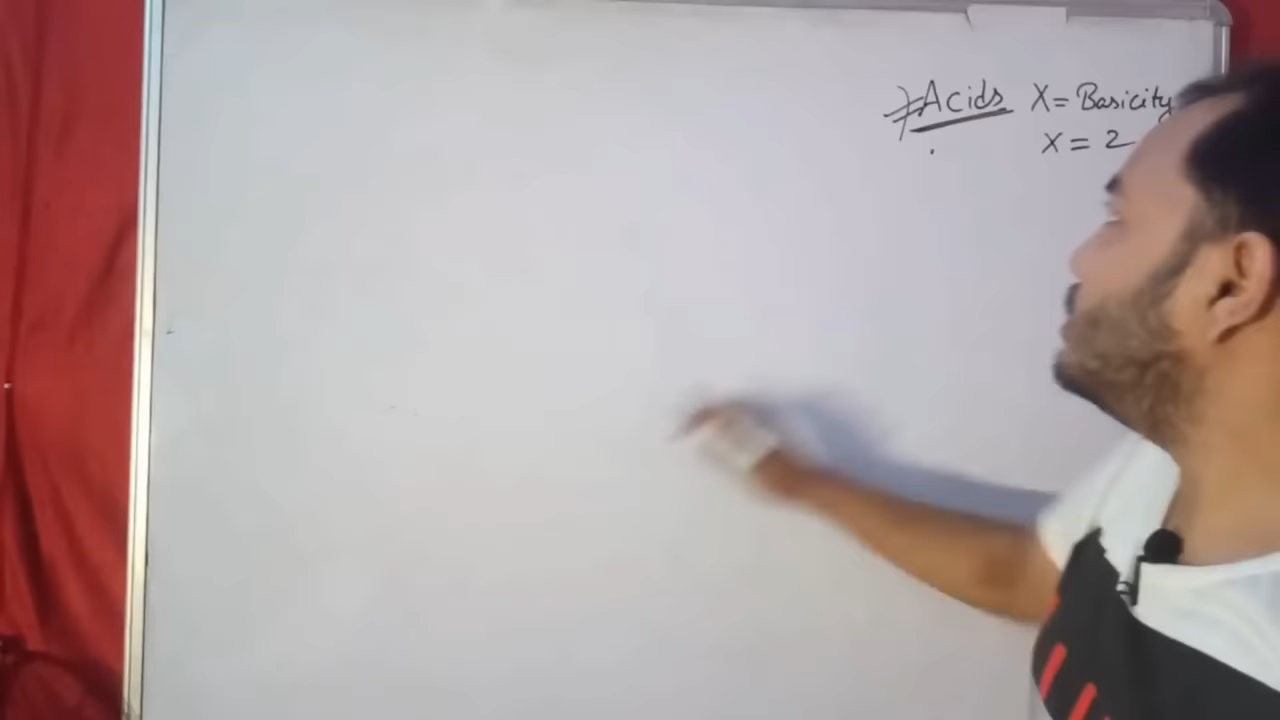 Acids X = Basicity
X = 2